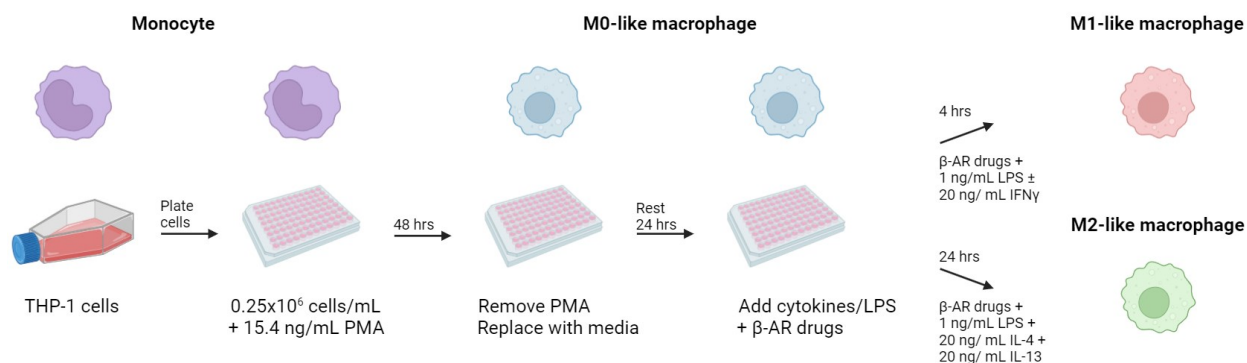 Monocyte
M0-like macrophage
M1-like macrophage
4 hrs
β-AR drugs +
1 ng/mL LPS ±
20 ng/ mL IFNγ
Plate
cells
48 hrs
Rest
24 hrs
M2-like macrophage
24 hrs
THP-1 cells
0.25x10⁶ cells/mL
+ 15.4 ng/mL PMA
Remove PMA
Replace with media
Add cytokines/LPS
+ β-AR drugs
β-AR drugs +
1 ng/mL LPS +
20 ng/ mL IL-4 +
20 ng/ mL IL-13